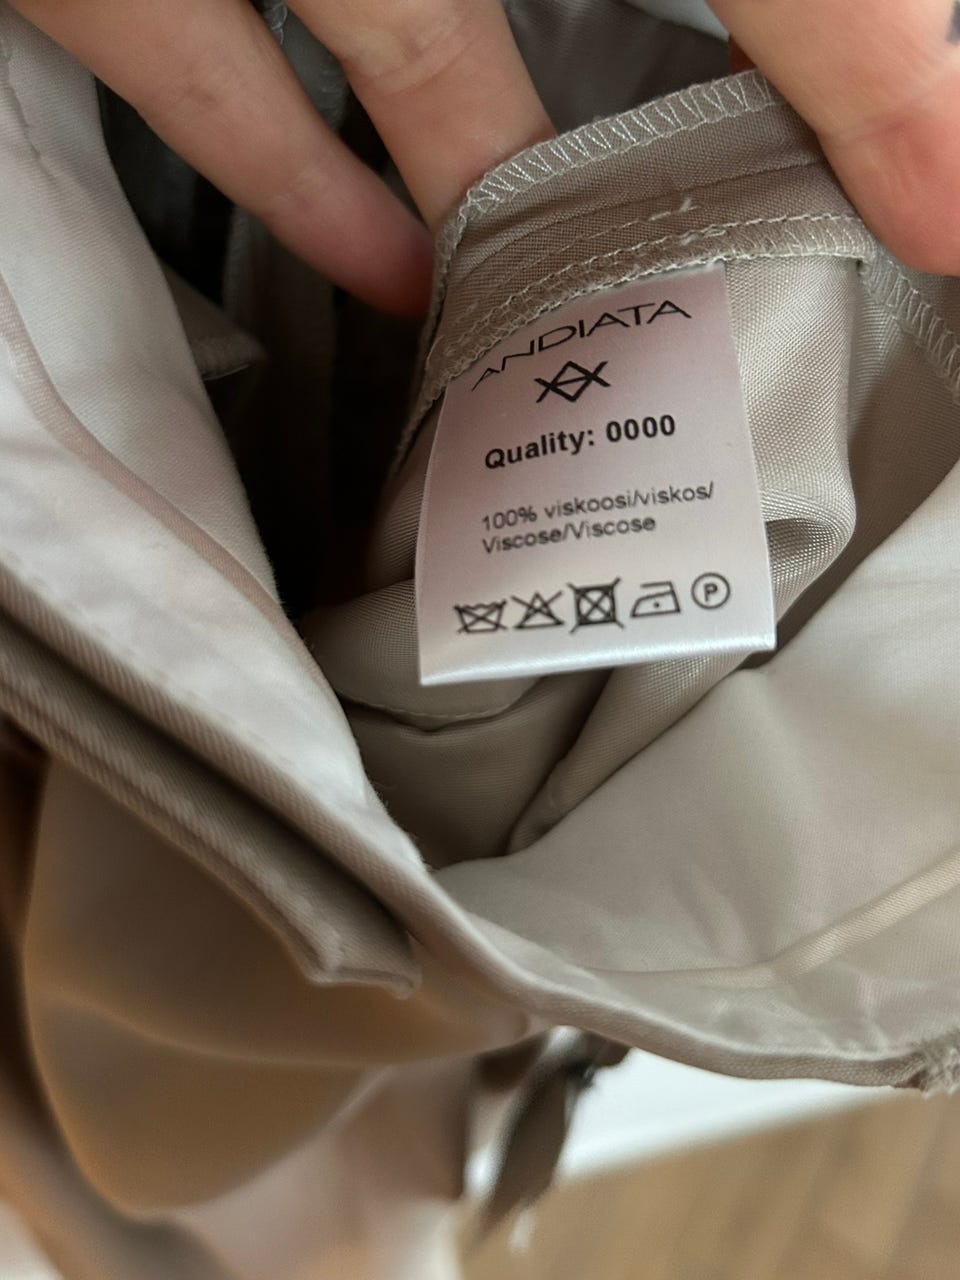 ANDIATA
Quality: 0000
100% viskoosi/viskos/
Viscose/Viscose
P